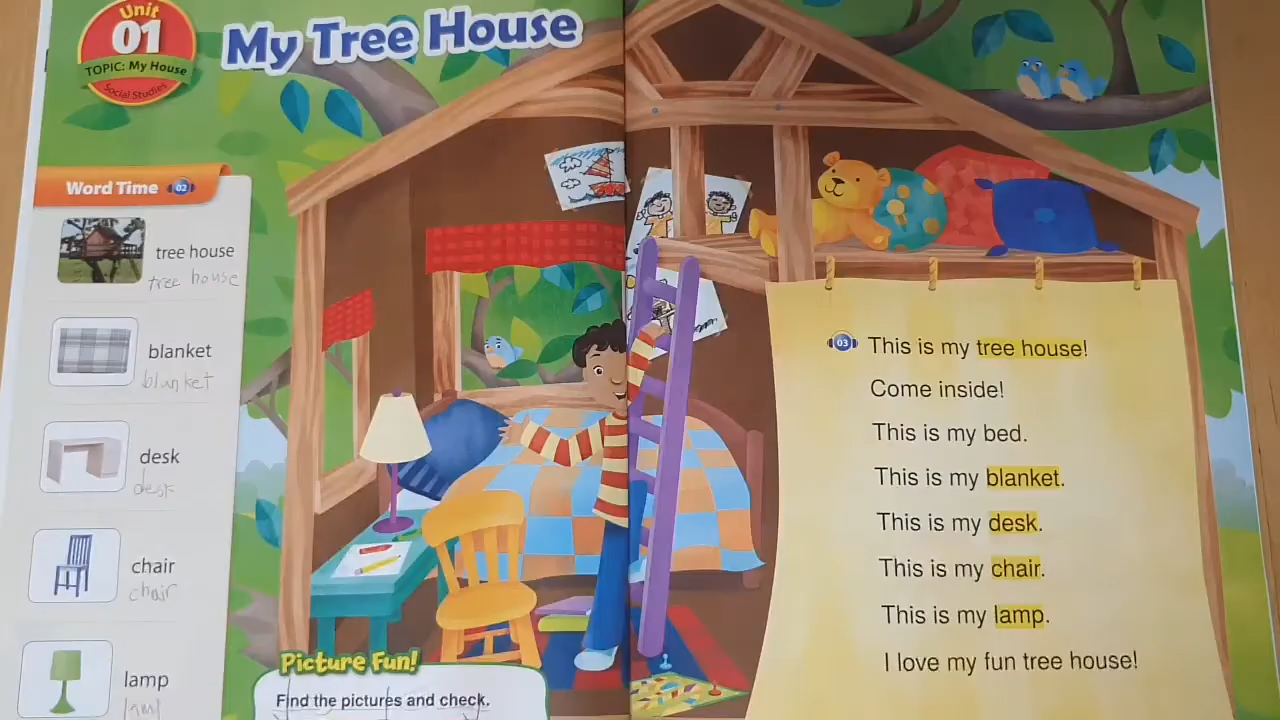 Unit
01
TOPIC: My House
Social Studies
My Tree House
Word Time 02
tree house
tree house
blanket
blanket
desk
desk
chair
chair
lamp
lamp
Picture Fun!
Find the pictures and check.
03 This is my tree house!
Come inside!
This is my bed.
This is my blanket.
This is my desk.
This is my chair.
This is my lamp.
I love my fun tree house!